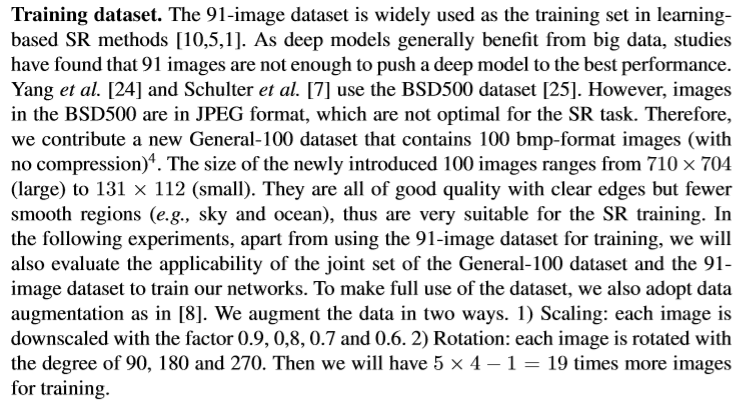 Training dataset. The 91-image dataset is widely used as the training set in learning-
based SR methods [10,5,1]. As deep models generally benefit from big data, studies
have found that 91 images are not enough to push a deep model to the best performance.
Yang et al. [24] and Schulter et al. [7] use the BSD500 dataset [25]. However, images
in the BSD500 are in JPEG format, which are not optimal for the SR task. Therefore,
we contribute a new General-100 dataset that contains 100 bmp-format images (with
no compression)⁴. The size of the newly introduced 100 images ranges from 710 × 704
(large) to 131 × 112 (small). They are all of good quality with clear edges but fewer
smooth regions (e.g., sky and ocean), thus are very suitable for the SR training. In
the following experiments, apart from using the 91-image dataset for training, we will
also evaluate the applicability of the joint set of the General-100 dataset and the 91-
image dataset to train our networks. To make full use of the dataset, we also adopt data
augmentation as in [8]. We augment the data in two ways. 1) Scaling: each image is
downscaled with the factor 0.9, 0,8, 0.7 and 0.6. 2) Rotation: each image is rotated with
the degree of 90, 180 and 270. Then we will have 5 × 4 − 1 = 19 times more images
for training.